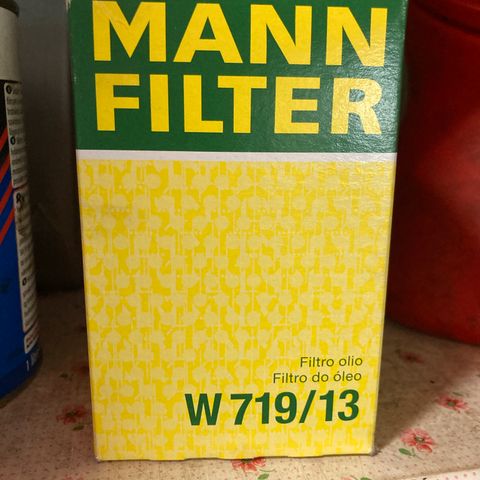 MANN
FILTER
Filtro olio
Filtro do óleo
W 719/13